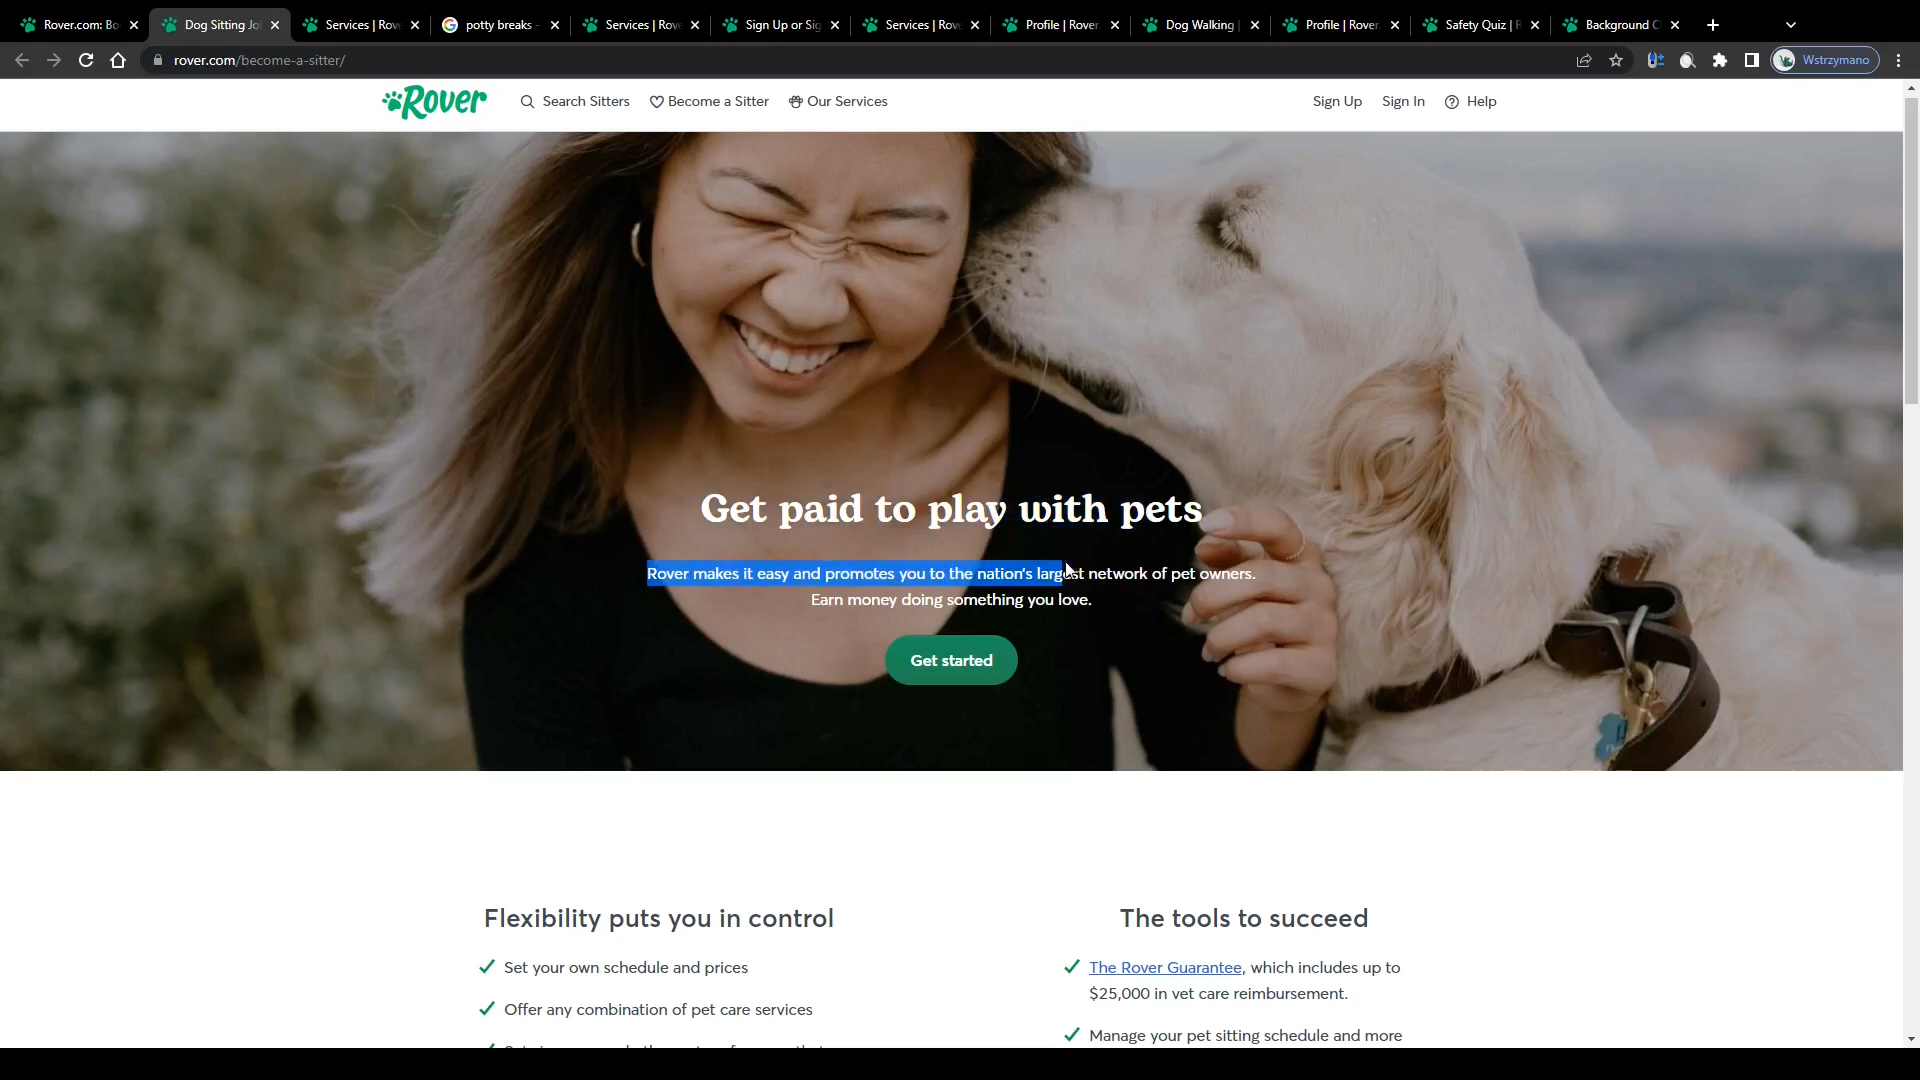 Rover.com: Bo
Dog Sitting Jo
Services | Rove
potty breaks -
Services | Rove
Sign Up or Sig
Services | Rove
Profile | Rover.
Dog Walking |
Profile | Rover.
Safety Quiz | R
Background C
rover.com/become-a-sitter/
Wstrzymano
Rover
Search Sitters
Become a Sitter
Our Services
Sign Up
Sign In
Help
Get paid to play with pets
Rover makes it easy and promotes you to the nation's largest network of pet owners.
Earn money doing something you love.
Get started
Flexibility puts you in control
Set your own schedule and prices
Offer any combination of pet care services
The tools to succeed
The Rover Guarantee, which includes up to
$25,000 in vet care reimbursement.
Manage your pet sitting schedule and more